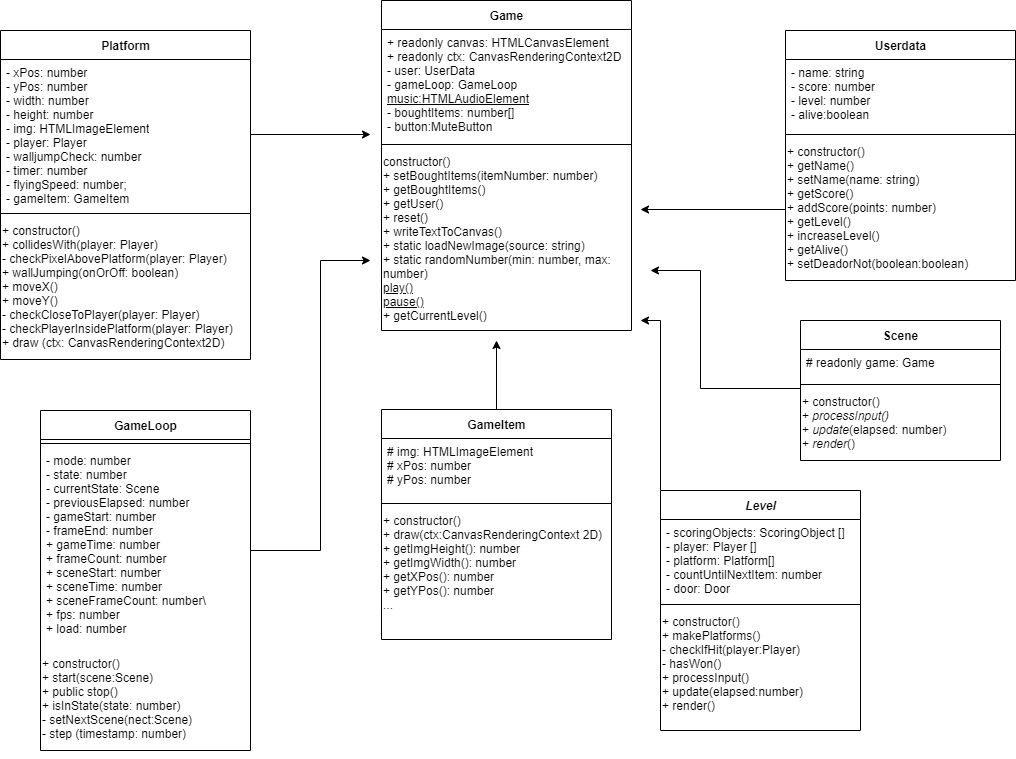 Platform
- xPos: number
- yPos: number
- width: number
- height: number
- img: HTMLImageElement
- player: Player
- walljumpCheck: number
- timer: number
- flyingSpeed: number;
- gameItem: GameItem
+ constructor()
+ collidesWith(player: Player)
- checkPixelAbovePlatform(player: Player)
+ wallJumping(onOrOff: boolean)
+ moveX()
+ moveY()
- checkCloseToPlayer(player: Player)
- checkPlayerInsidePlatform(player: Player)
+ draw (ctx: CanvasRenderingContext2D)
Game
+ readonly canvas: HTMLCanvasElement
+ readonly ctx: CanvasRenderingContext2D
- user: UserData
- gameLoop: GameLoop
music:HTMLAudioElement
- boughtItems: number[]
- button:MuteButton
constructor()
+ setBoughtItems(itemNumber: number)
+ getBoughtItems()
+ getUser()
+ reset()
+ writeTextToCanvas()
+ static loadNewImage(source: string)
+ static randomNumber(min: number, max:
number)
play()
pause()
+ getCurrentLevel()
Userdata
- name: string
- score: number
- level: number
- alive:boolean
+ constructor()
+ getName()
+ setName(name: string)
+ getScore()
+ addScore(points: number)
+ getLevel()
+ increaseLevel()
+ getAlive()
+ setDeadorNot(boolean:boolean)
Scene
# readonly game: Game
+ constructor()
+ processInput()
+ update(elapsed: number)
+ render()
GameLoop
- mode: number
- state: number
- currentState: Scene
- previousElapsed: number
- gameStart: number
- frameEnd: number
+ gameTime: number
+ frameCount: number
+ sceneStart: number
+ sceneTime: number
+ sceneFrameCount: number\
+ fps: number
+ load: number
+ constructor()
+ start(scene:Scene)
+ public stop()
+ isInState(state: number)
- setNextScene(nect:Scene)
- step (timestamp: number)
GameItem
# img: HTMLImageElement
# xPos: number
# yPos: number
+ constructor()
+ draw(ctx:CanvasRenderingContext 2D)
+ getImgHeight(): number
+ getImgWidth(): number
+ getXPos(): number
+ getYPos(): number
...
Level
- scoringObjects: ScoringObject []
- player: Player []
- platform: Platform[]
- countUntilNextItem: number
- door: Door
+ constructor()
+ makePlatforms()
- checkIfHit(player:Player)
- hasWon()
+ processInput()
+ update(elapsed:number)
+ render()